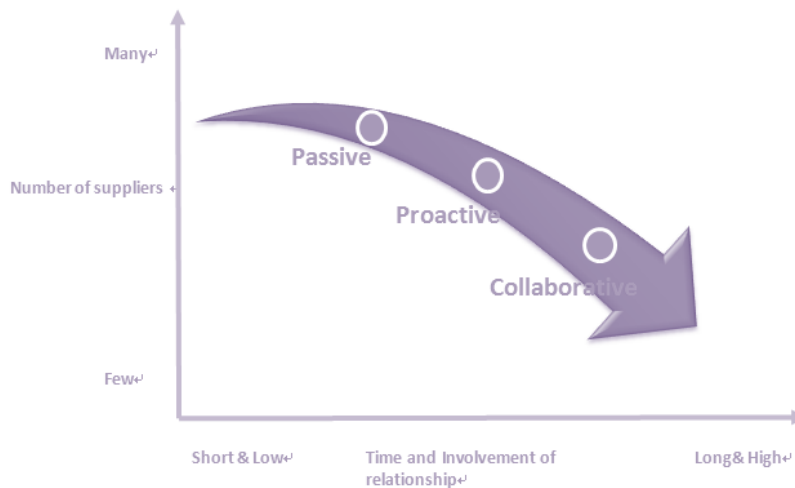 Many
Passive
Number of suppliers
Proactive
Collaborative
Few
Short & Low
Time and Involvement of
relationship
Long& High